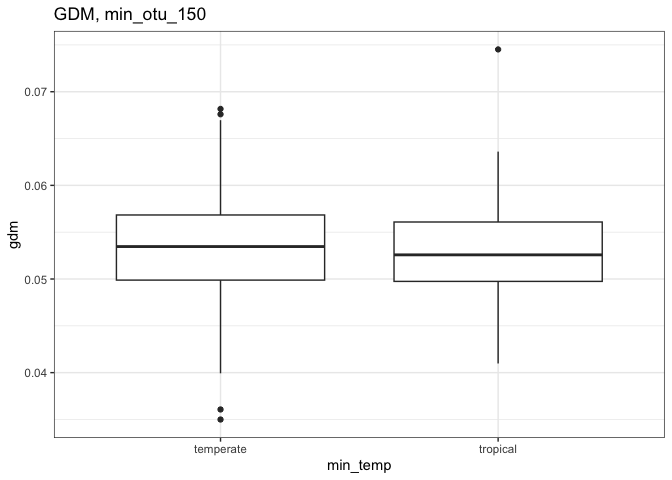 GDM, min_otu_150
0.07
0.06
0.05
0.04
gdm
temperate tropical
min_temp